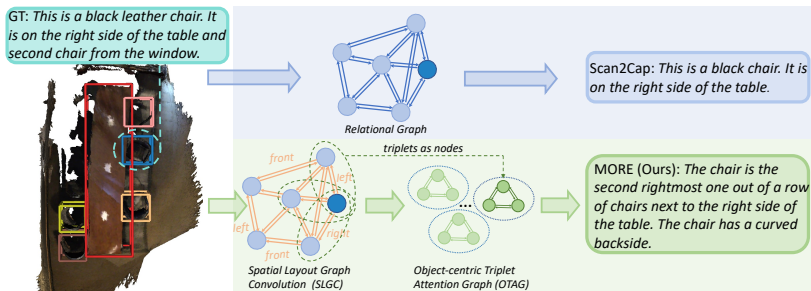 GT: This is a black leather chair. It
is on the right side of the table and
second chair from the window.
Relational Graph
Scan2Cap: This is a black chair. It is
on the right side of the table.
triplets as nodes
front
left
left
right
front
...
Spatial Layout Graph
Convolution (SLGC)
Object-centric Triplet
Attention Graph (OTAG)
MORE (Ours): The chair is the
second rightmost one out of a row
of chairs next to the right side of
the table. The chair has a curved
backside.